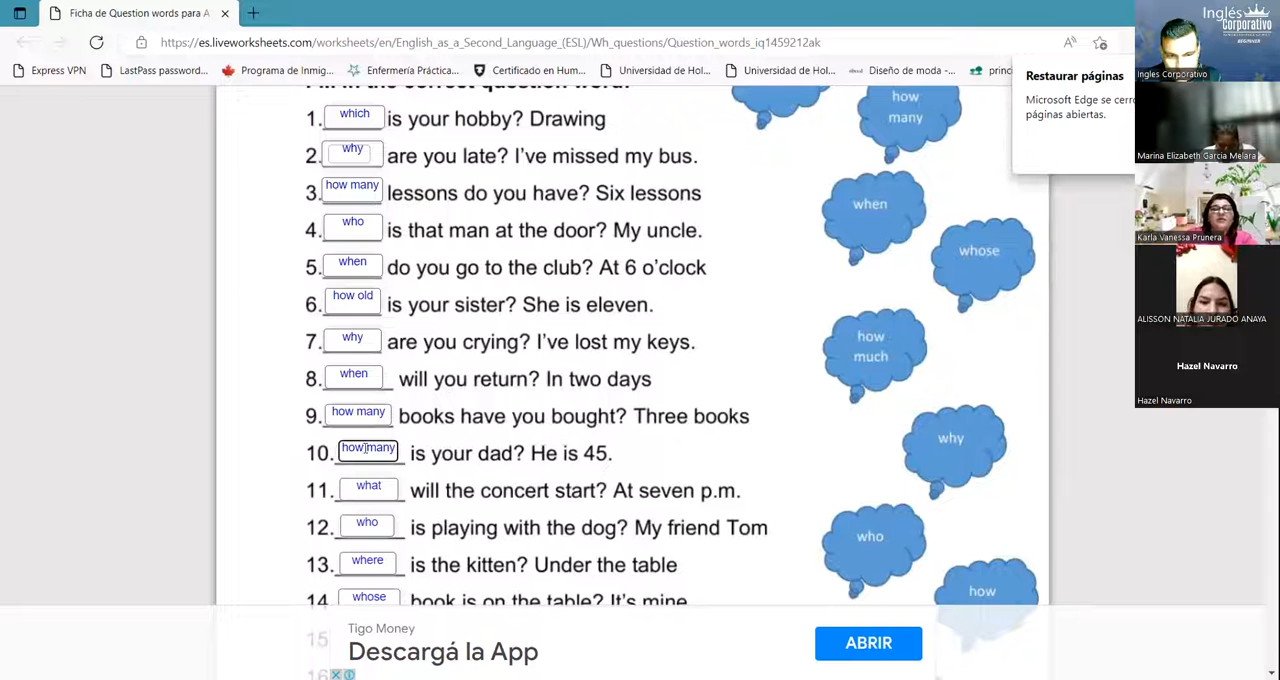 Ficha de Question words para A
https://es.liveworksheets.com/worksheets/en/English_as_a_Second_Language_(ESL)/Wh_questions/Question_words_iq1459212ak
Express VPN
LastPass password...
Programa de Inmig...
Enfermería Práctica...
Certificado en Hum...
Universidad de Hol...
Universidad de Hol...
Diseño de moda -...
princi
Restaurar páginas
Microsoft Edge se cerró
páginas abiertas.
1. which is your hobby? Drawing
2. why are you late? I've missed my bus.
3. how many lessons do you have? Six lessons
4. who is that man at the door? My uncle.
5. when do you go to the club? At 6 o'clock
6. how old is your sister? She is eleven.
7. why are you crying? I've lost my keys.
8. when will you return? In two days
9. how many books have you bought? Three books
10. how many is your dad? He is 45.
11. what will the concert start? At seven p.m.
12. who is playing with the dog? My friend Tom
13. where is the kitten? Under the table
14. whose book is on the table? It's mine
15
16
how
many
when
whose
how
much
why
who
how
Tigo Money
Descargá la App
ABRIR
Inglés
Corporativo
BEGINNER
Ingles Corporativo
Marina Elizabeth Garcia Melara
Karla Vanessa Prunera
ALISSON NATALIA JURADO ANAYA
Hazel Navarro
Hazel Navarro